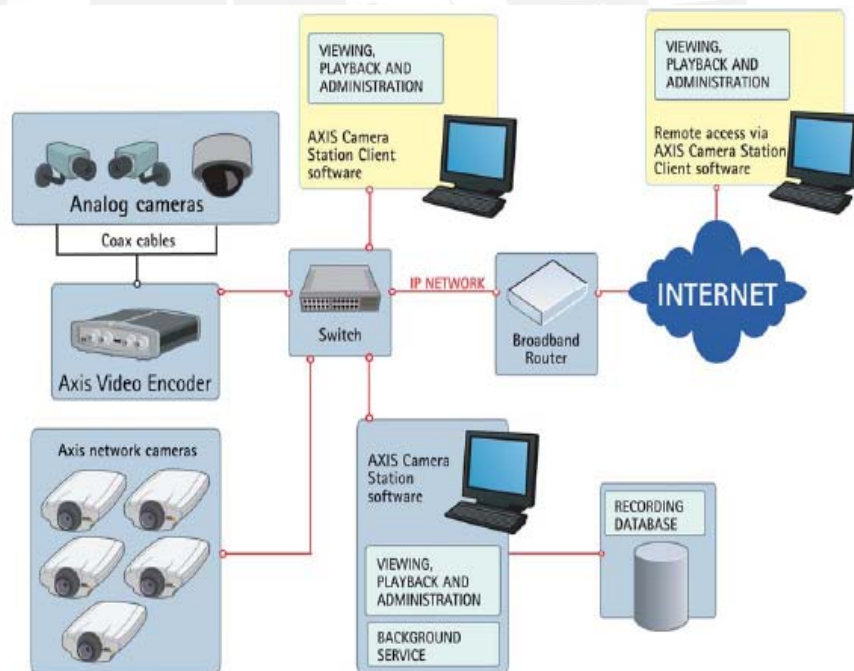 VIEWING,
PLAYBACK AND
ADMINISTRATION
AXIS Camera
Station Client
software
VIEWING,
PLAYBACK AND
ADMINISTRATION
Remote access via
AXIS Camera Station
Client software
Analog cameras
Coax cables
Axis Video Encoder
Switch
IP NETWORK
Broadband
Router
INTERNET
Axis network cameras
AXIS Camera
Station
software
VIEWING,
PLAYBACK AND
ADMINISTRATION
BACKGROUND
SERVICE
RECORDING
DATABASE